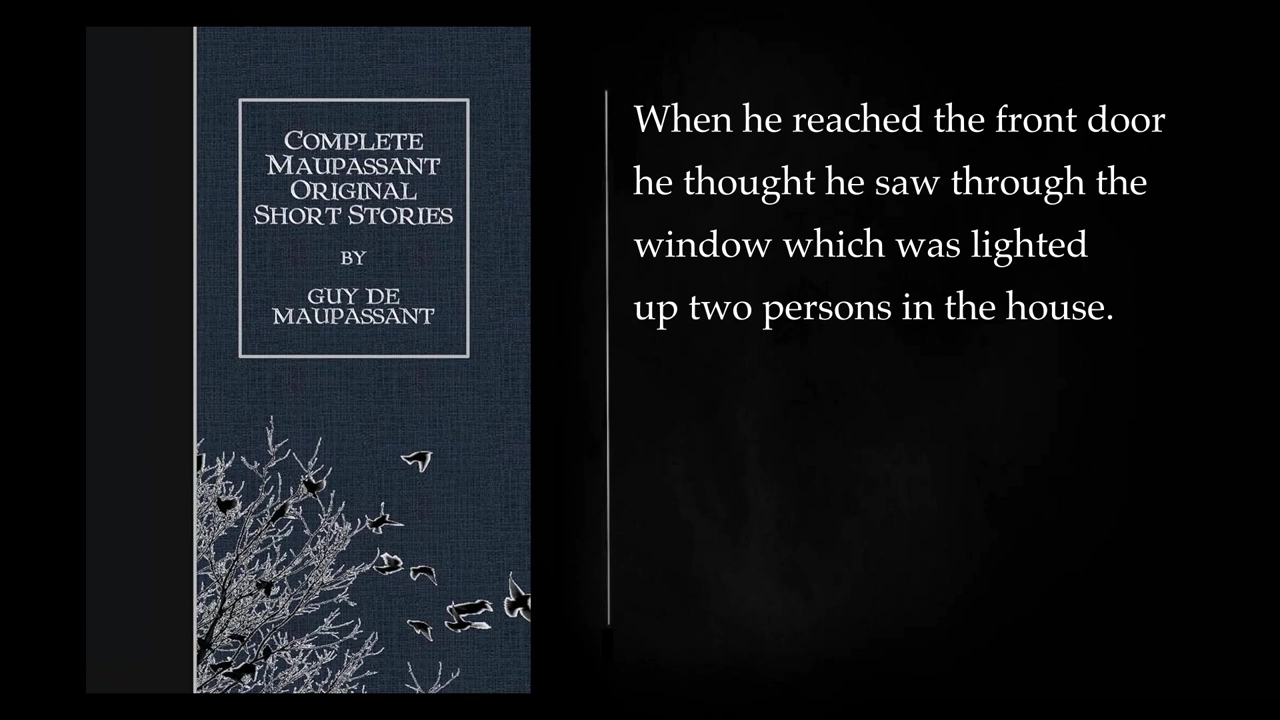 COMPLETE
MAUPASSANT
ORIGINAL
SHORT STORIES
BY
GUY DE
MAUPASSANT
When he reached the front door
he thought he saw through the
window which was lighted
up two persons in the house.